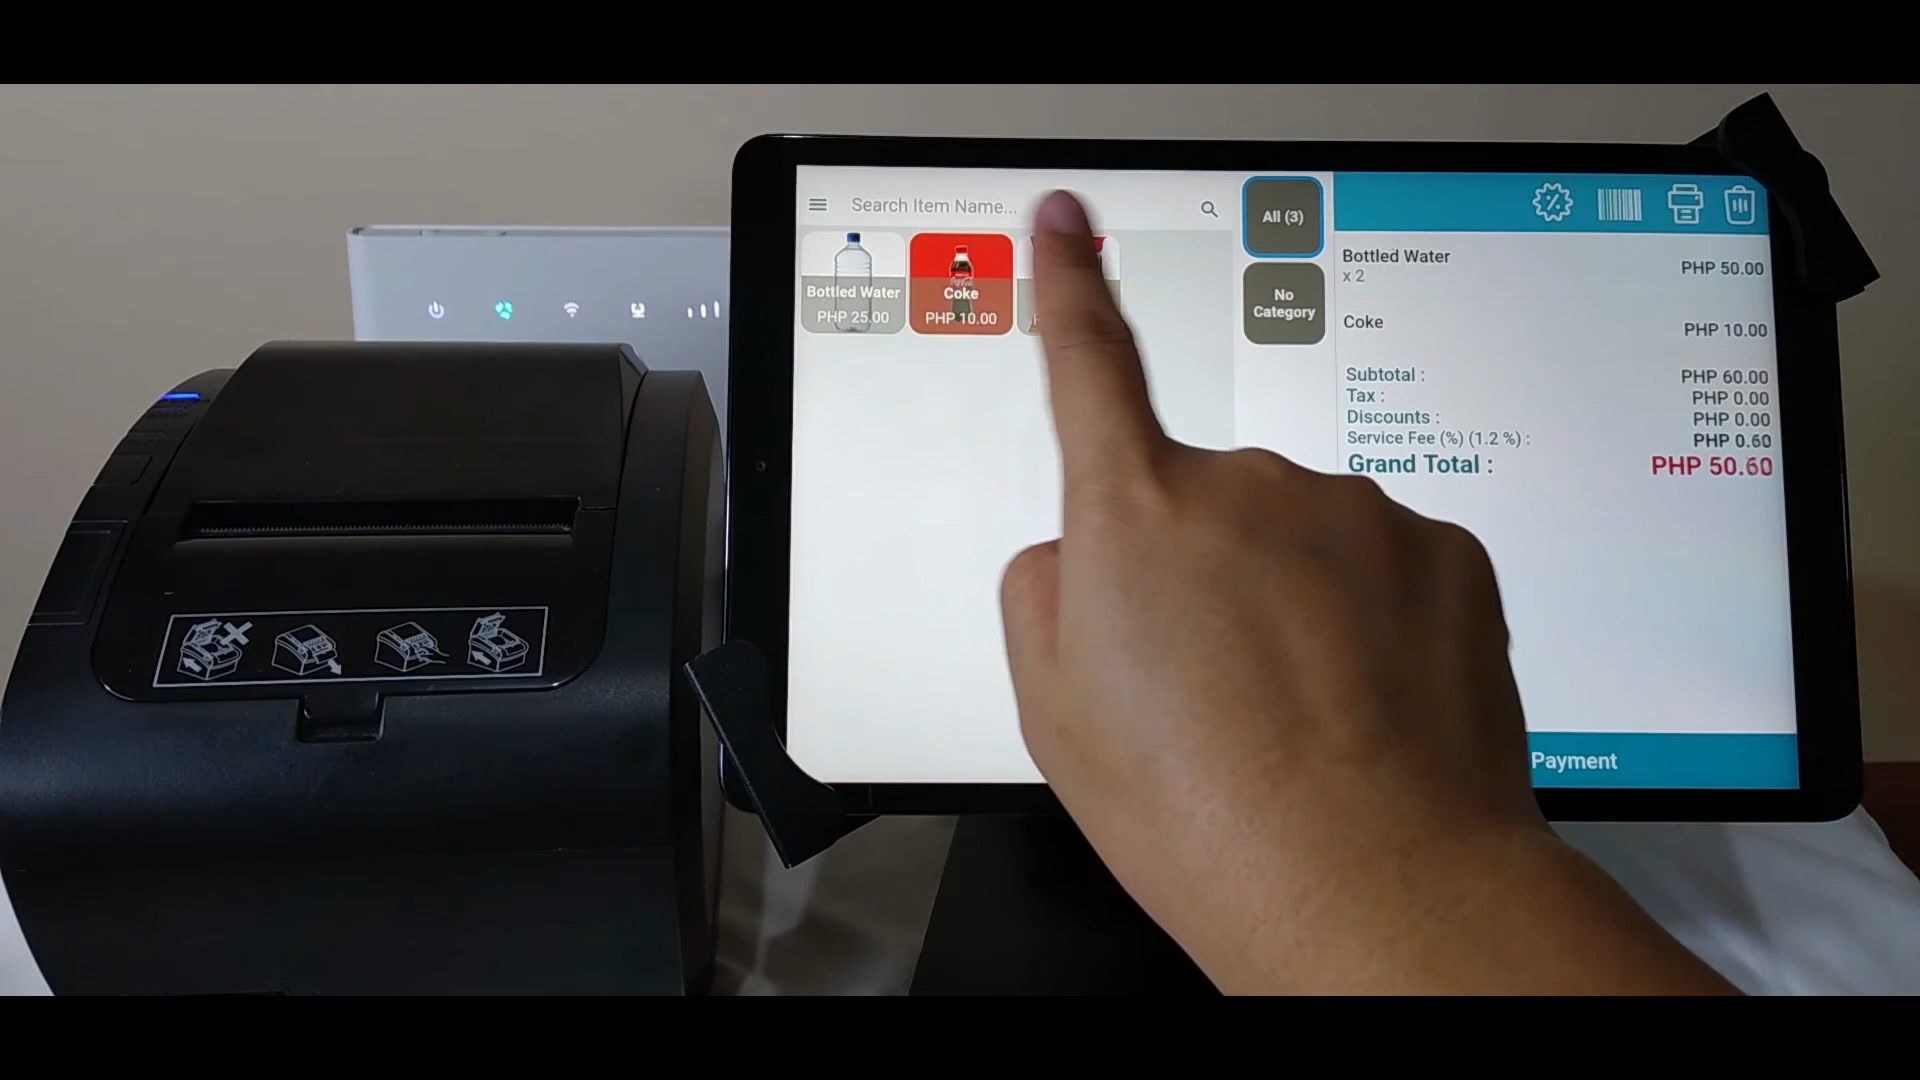 Search Item Name...
Bottled Water
PHP 25.00
Coke
PHP 10.00
All (3)
No
Category
Bottled Water
x 2
PHP 50.00
Coke
PHP 10.00
Subtotal :
PHP 60.00
Tax :
PHP 0.00
Discounts :
PHP 0.00
Service Fee (%) (1.2 %) :
PHP 0.60
Grand Total :
PHP 50.60
Payment